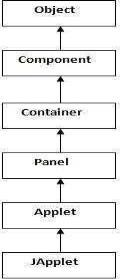 Object
Component
Container
Panel
Applet
JApplet